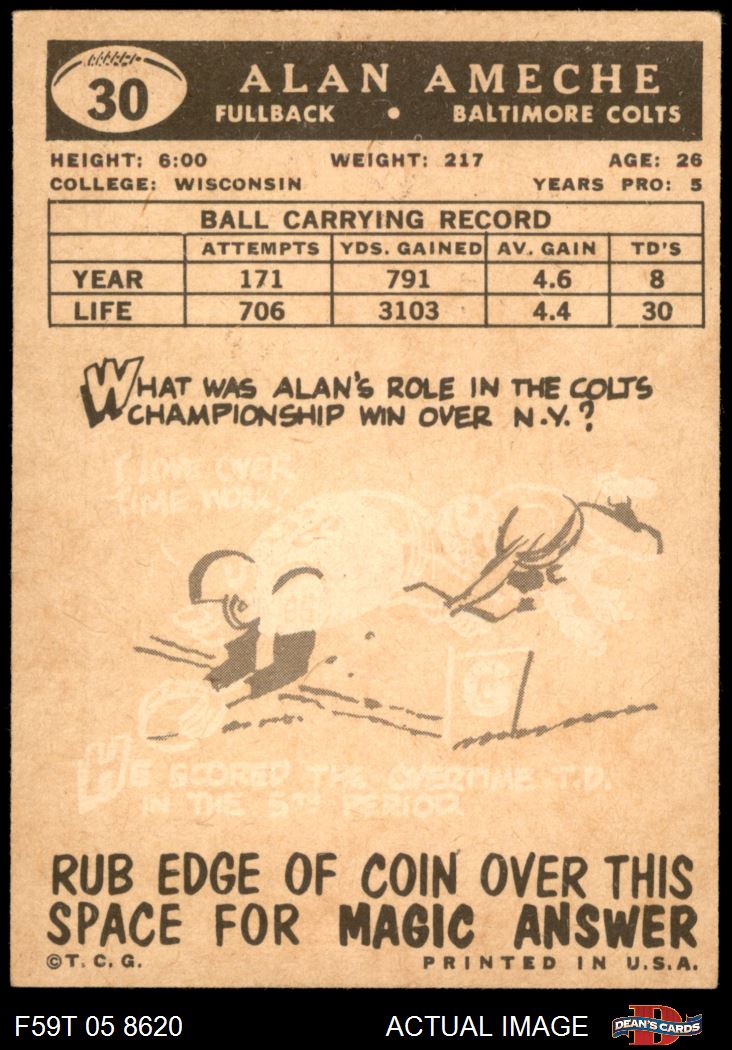 30
ALAN AMECHE
FULLBACK • BALTIMORE COLTS
HEIGHT: 6:00 WEIGHT: 217 AGE: 26
COLLEGE: WISCONSIN YEARS PRO: 5
BALL CARRYING RECORD
ATTEMPTS YDS. GAINED AV. GAIN TD'S
YEAR 171 791 4.6 8
LIFE 706 3103 4.4 30
WHAT WAS ALAN'S ROLE IN THE COLTS
CHAMPIONSHIP WIN OVER N.Y.?
I LOVE OVER
TIME WORK!
G
HE SCORED THE OVERTIME T.D.
IN THE 5TH PERIOD
RUB EDGE OF COIN OVER THIS
SPACE FOR MAGIC ANSWER
©T.C.G. PRINTED IN U.S.A.
F59T 05 8620 ACTUAL IMAGE DEAN'S CARDS